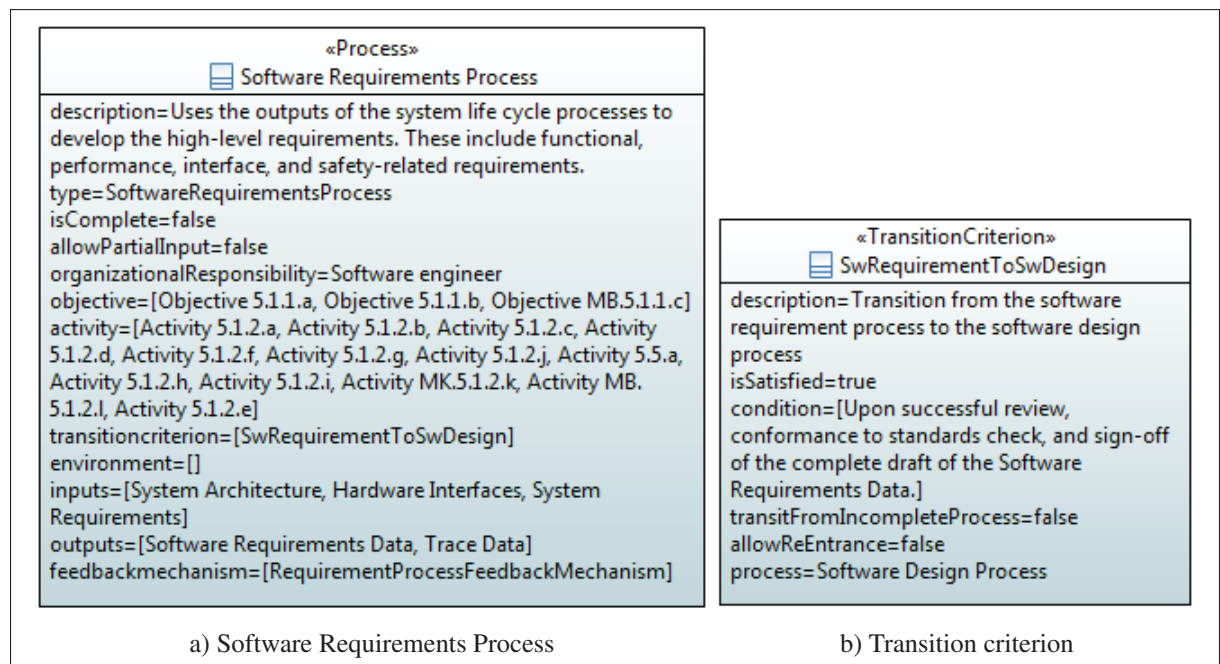 «Process»
Software Requirements Process
description=Uses the outputs of the system life cycle processes to
develop the high-level requirements. These include functional,
performance, interface, and safety-related requirements.
type=SoftwareRequirementsProcess
isComplete=false
allowPartialInput=false
organizationalResponsibility=Software engineer
objective=[Objective 5.1.1.a, Objective 5.1.1.b, Objective MB.5.1.1.c]
activity=[Activity 5.1.2.a, Activity 5.1.2.b, Activity 5.1.2.c, Activity
5.1.2.d, Activity 5.1.2.f, Activity 5.1.2.g, Activity 5.1.2.j, Activity 5.5.a,
Activity 5.1.2.h, Activity 5.1.2.i, Activity MK.5.1.2.k, Activity MB.
5.1.2.l, Activity 5.1.2.e]
transitioncriterion=[SwRequirementToSwDesign]
environment=[]
inputs=[System Architecture, Hardware Interfaces, System
Requirements]
outputs=[Software Requirements Data, Trace Data]
feedbackmechanism=[RequirementProcessFeedbackMechanism]
a) Software Requirements Process
«TransitionCriterion»
SwRequirementToSwDesign
description=Transition from the software
requirement process to the software design
process
isSatisfied=true
condition=[Upon successful review,
conformance to standards check, and sign-off
of the complete draft of the Software
Requirements Data.]
transitFromIncompleteProcess=false
allowReEntrance=false
process=Software Design Process
b) Transition criterion